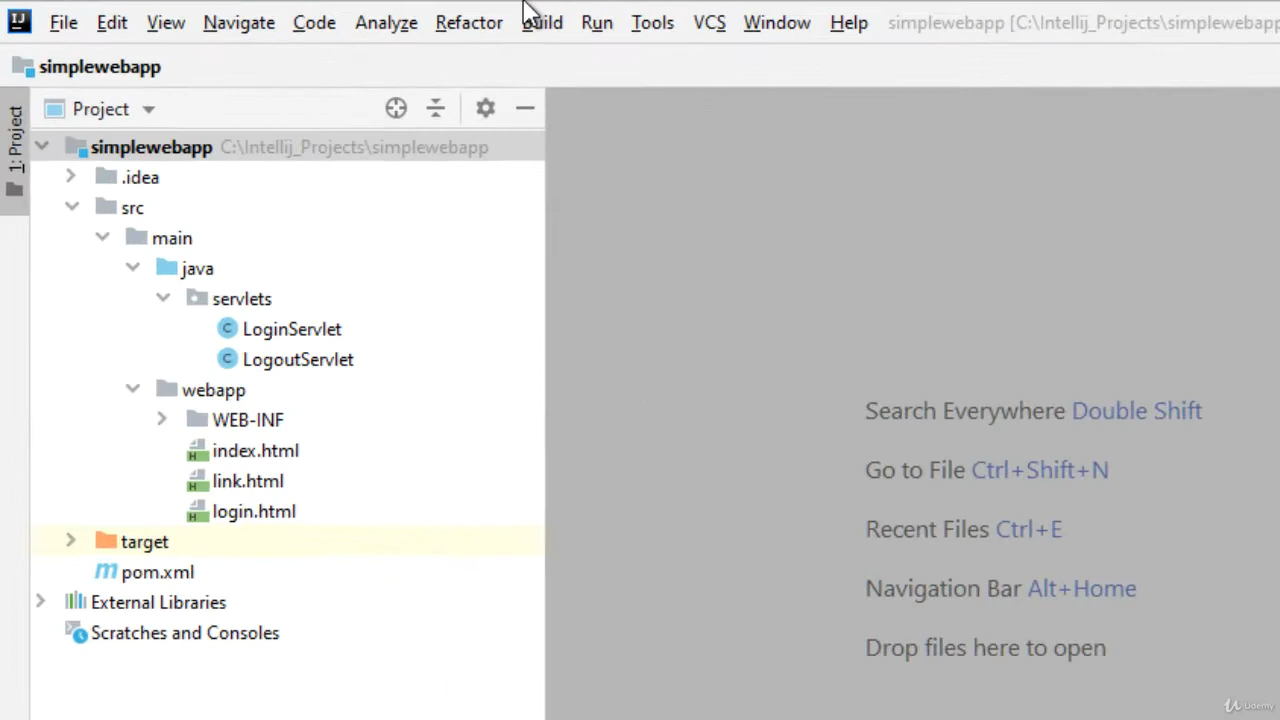 IJ File Edit View Navigate Code Analyze Refactor Build Run Tools VCS Window Help simplewebapp [C:\Intellij_Projects\simplewebapp
simplewebapp
1: Project
Project
simplewebapp C:\Intellij_Projects\simplewebapp
.idea
src
main
java
servlets
C LoginServlet
C LogoutServlet
webapp
WEB-INF
H index.html
H link.html
H login.html
target
m pom.xml
External Libraries
Scratches and Consoles
Search Everywhere Double Shift
Go to File Ctrl+Shift+N
Recent Files Ctrl+E
Navigation Bar Alt+Home
Drop files here to open
Udemy